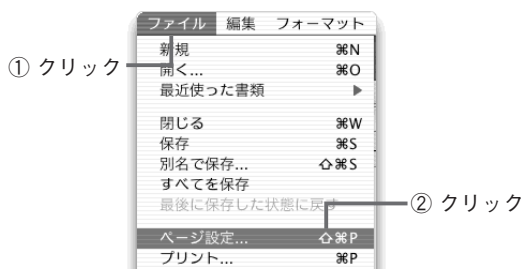 ファイル 編集 フォーマット
① クリック
新規 ⌘N
開く... ⌘O
最近使った書類 ▶
閉じる ⌘W
保存 ⌘S
別名で保存... ⇧⌘S
すべてを保存
最後に保存した状態に戻す
② クリック
ページ設定... ⇧⌘P
プリント... ⌘P